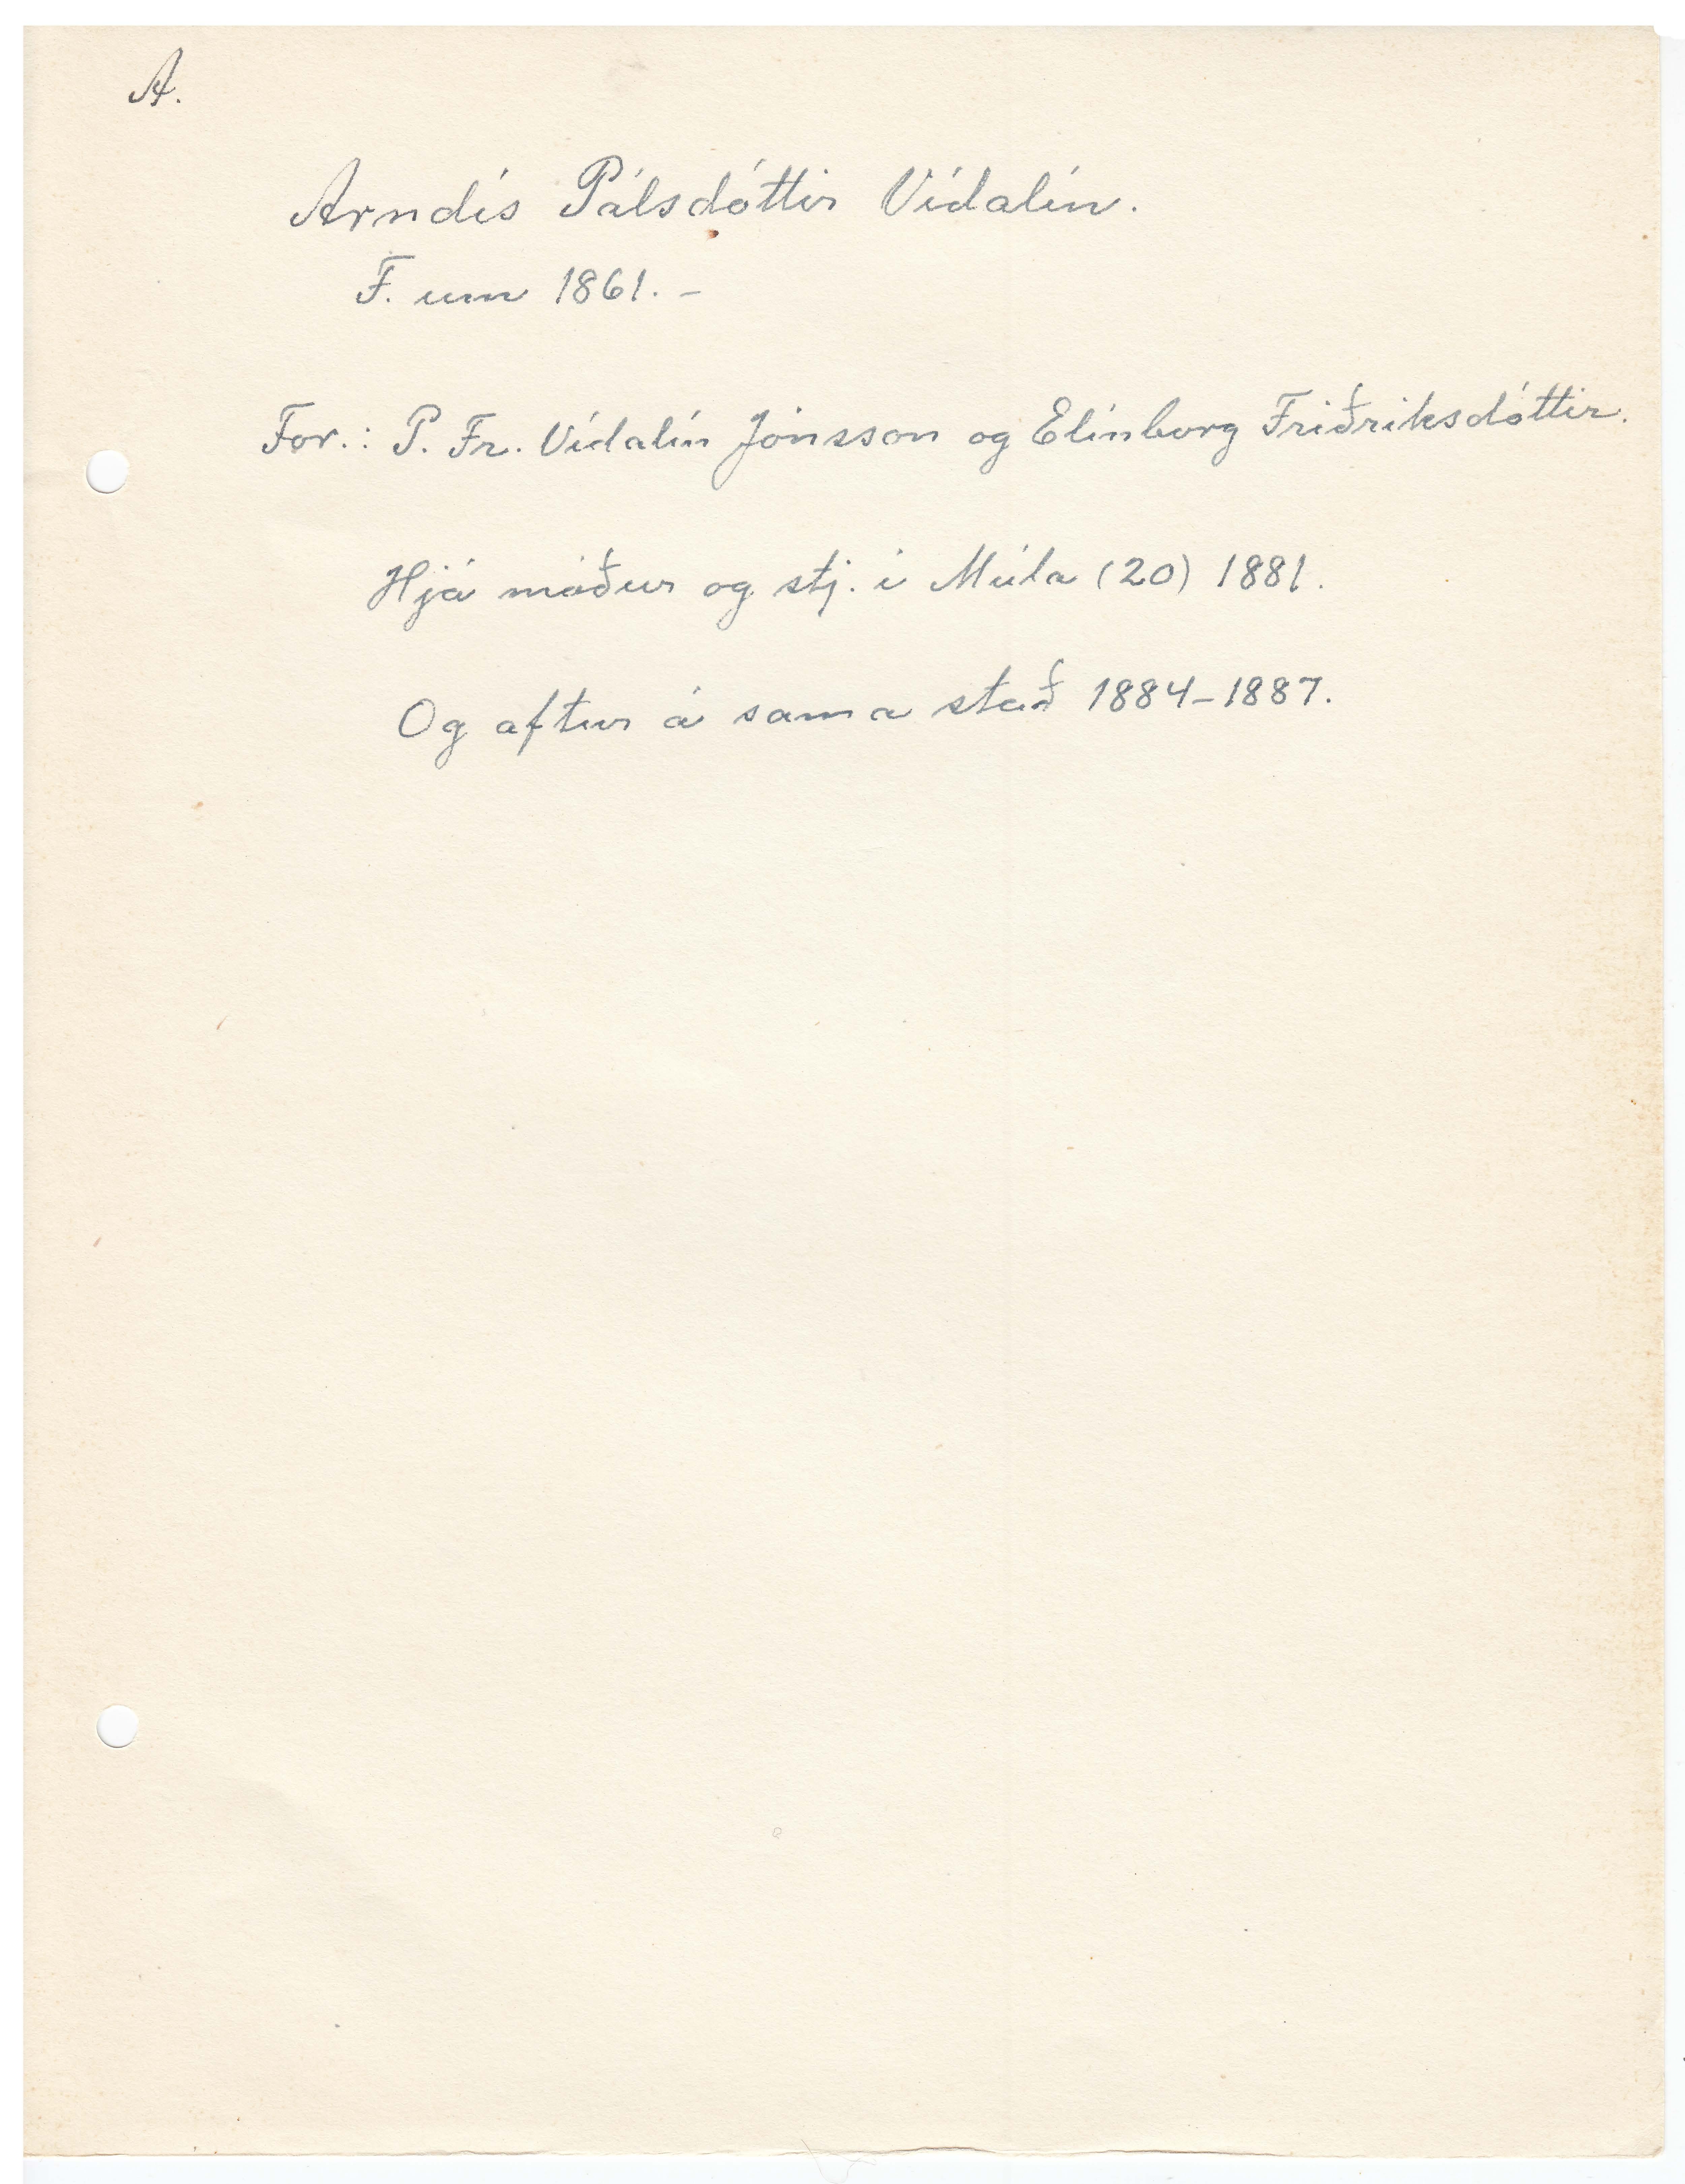 A.
Arndís Pálsdóttir Vídalín.
F. um 1861. -
For.: P. Fr. Vídalín Jónsson og Elínborg Friðriksdóttir.
Hjá móður og stj. í Múla (20) 1881.
Og aftur á sama stað 1884-1887.